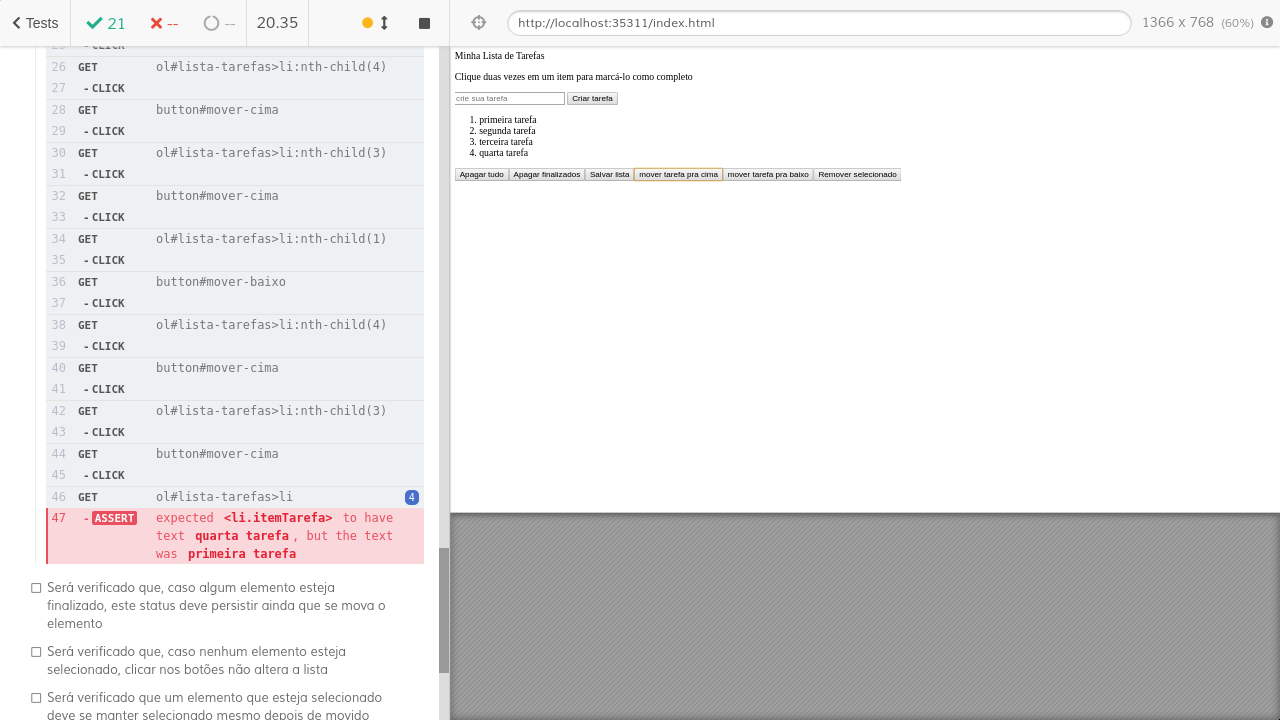 Tests
21
--
--
20.35
http://localhost:35311/index.html
1366 x 768 (60%)
25 -CLICK
26 GET ol#lista-tarefas>li:nth-child(4)
27 -CLICK
28 GET button#mover-cima
29 -CLICK
30 GET ol#lista-tarefas>li:nth-child(3)
31 -CLICK
32 GET button#mover-cima
33 -CLICK
34 GET ol#lista-tarefas>li:nth-child(1)
35 -CLICK
36 GET button#mover-baixo
37 -CLICK
38 GET ol#lista-tarefas>li:nth-child(4)
39 -CLICK
40 GET button#mover-cima
41 -CLICK
42 GET ol#lista-tarefas>li:nth-child(3)
43 -CLICK
44 GET button#mover-cima
45 -CLICK
46 GET ol#lista-tarefas>li 4
47 -ASSERT expected <li.itemTarefa> to have
text quarta tarefa, but the text
was primeira tarefa
Será verificado que, caso algum elemento esteja
finalizado, este status deve persistir ainda que se mova o
elemento
Será verificado que, caso nenhum elemento esteja
selecionado, clicar nos botões não altera a lista
Será verificado que um elemento que esteja selecionado
deve se manter selecionado mesmo depois de movido
Minha Lista de Tarefas
Clique duas vezes em um item para marcá-lo como completo
crie sua tarefa Criar tarefa
1. primeira tarefa
2. segunda tarefa
3. terceira tarefa
4. quarta tarefa
Apagar tudo Apagar finalizados Salvar lista mover tarefa pra cima mover tarefa pra baixo Remover selecionado